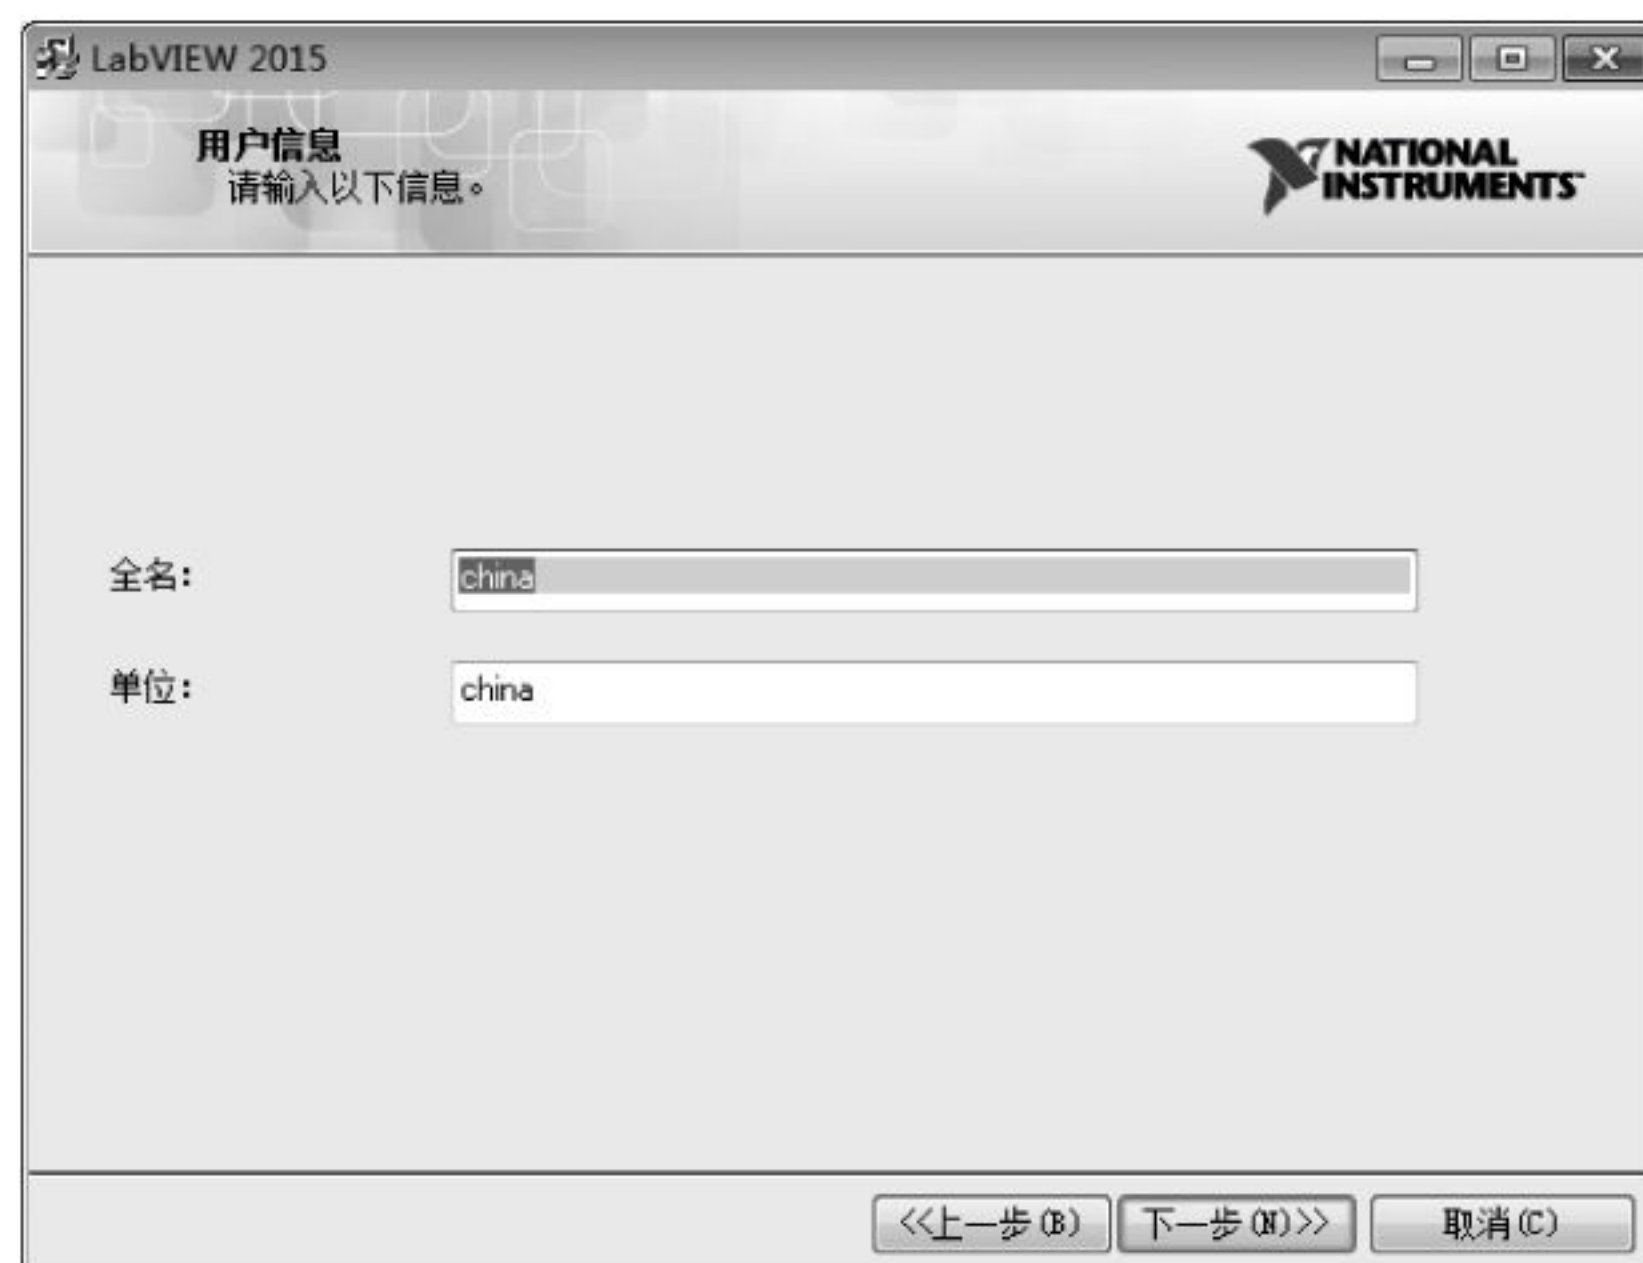 LabVIEW 2015
用户信息
请输入以下信息。
NATIONAL
INSTRUMENTS™
全名: china
单位: china
<<上一步(B) 下一步(N)>> 取消(C)